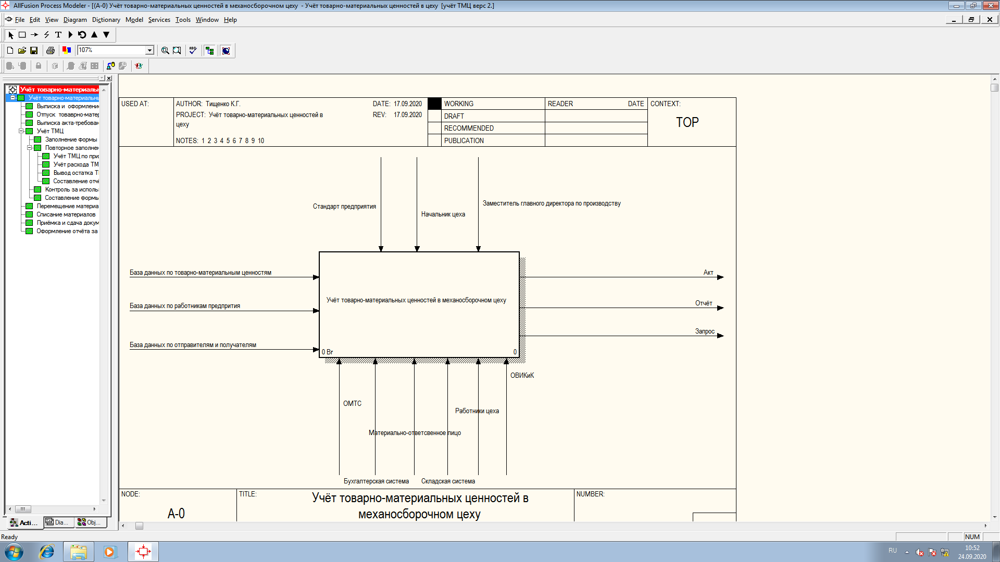 AllFusion Process Modeler - [(A-0) Учёт товарно-материальных ценностей в механосборочном цеху - Учёт товарно-материальных ценностей в цеху [учёт ТМЦ верс 2.]
File Edit View Diagram Dictionary Model Services Tools Window Help
107%
Учёт товарно-материальн
Учёт товарно-материальнь
Выписка и оформление
Отпуск товаврно-матер
Выписка акта-требован
Учёт ТМЦ
Заполнение формы
Повторное заполнен
Учёт ТМЦ по при
Учёт расхода ТМ
Вывод остатка Т
Составление отчё
Контроль за исполь
Составление формы
Перемещение материа
Списание материалов
Приёмка и сдача докум
Оформление отчёта за
Acti... Dia... Obj...
USED AT:
AUTHOR: Тищенко К.Г.
DATE: 17.09.2020
PROJECT: Учёт товарно-материальных ценностей в
цеху
REV: 17.09.2020
NOTES: 1 2 3 4 5 6 7 8 9 10
WORKING
DRAFT
RECOMMENDED
PUBLICATION
READER DATE
CONTEXT:
TOP
Стандарт предприятия
Начальник цеха
Заместитель главного директора по производству
База данных по товарно-материальным ценностям
База данных по работникам предпрития
База данных по отправителям и получателям
Учёт товарно-материальных ценностей в механосборочном цеху
0 Br 0
Акт
Отчёт
Запрос
ОВИКиК
ОМТС
Работники цеха
Материально-ответсвенное лицо
Бухгалтерская система
Складская система
NODE:
A-0
TITLE:
Учёт товарно-материальных ценностей в
механосборочном цеху
NUMBER:
Ready
NUM
RU
10:52
24.09.2020